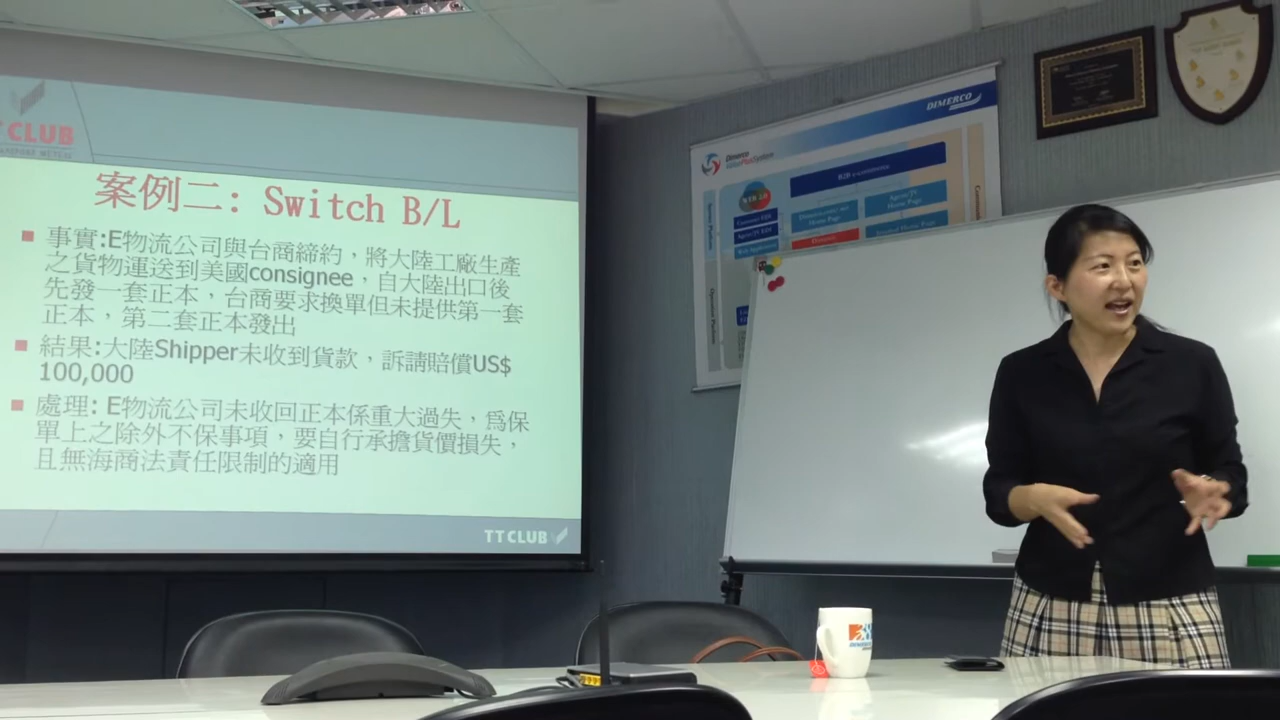 TT CLUB
案例二: Switch B/L
事實:E物流公司與台商締約，將大陸工廠生產
之貨物運送到美國consignee，自大陸出口後
先發一套正本，台商要求換單但未提供第一套
正本，第二套正本發出
結果:大陸Shipper未收到貨款，訴請賠償US$
100,000
處理: E物流公司未收回正本係重大過失，爲保
單上之除外不保事項，要自行承擔貨價損失，
且無海商法責任限制的適用
TT CLUB
DIMERCO
Dimerco
ValuePlusSystem
B2B
Home Page
Home Page